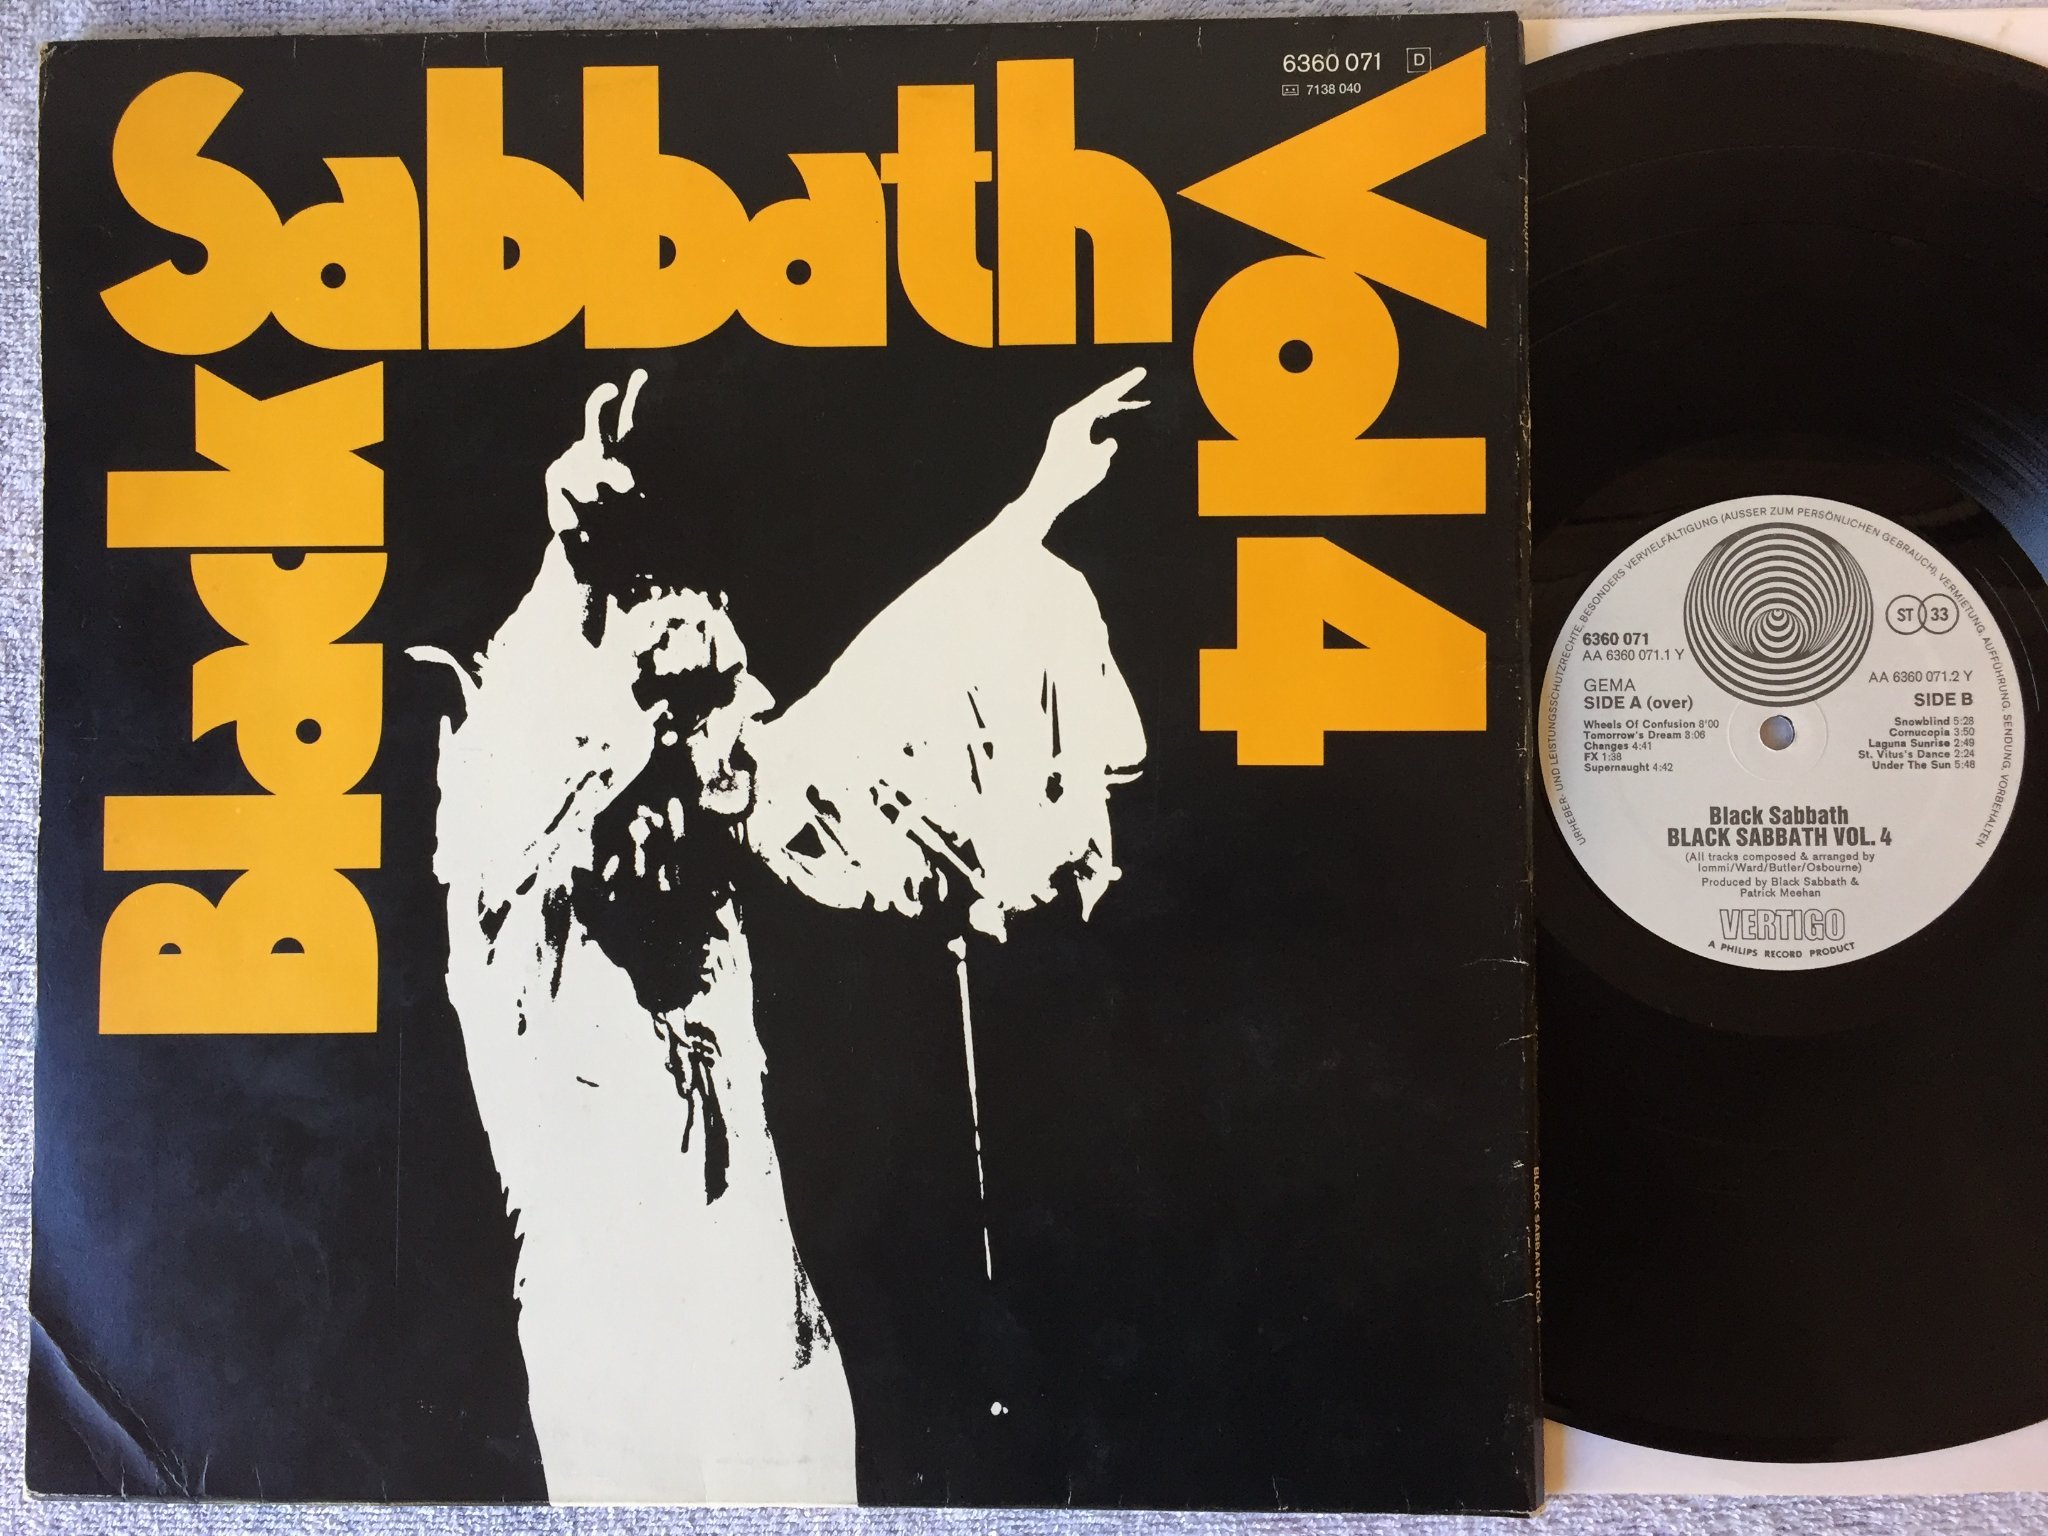 Black
Sabbath
Vol 4
6360 071 D
7138 040
BLACK SABBATH VOL. 4
URHEBER- UND LEISTUNGSSCHUTZRECHTE, BESONDERS VERVIELFÄLTIGUNG (AUSSER ZUM PERSÖNLICHEN GEBRAUCH), VERMIETUNG, AUFFÜHRUNG, SENDUNG, VORBEHALTEN
ST 33
6360 071
AA 6360 071.1 Y
GEMA
SIDE A (over)
Wheels Of Confusion 8'00
Tomorrow's Dream 3:06
Changes 4:41
FX 1:38
Supernaught 4:42
AA 6360 071.2 Y
SIDE B
Snowblind 5:28
Cornucopia 3:50
Laguna Sunrise 2:49
St. Vitus's Dance 2:24
Under The Sun 5:48
Black Sabbath
BLACK SABBATH VOL. 4
(All tracks composed & arranged by
Iommi/Ward/Butler/Osbourne)
Produced by Black Sabbath &
Patrick Meehan
VERTIGO
A PHILIPS RECORD PRODUCT